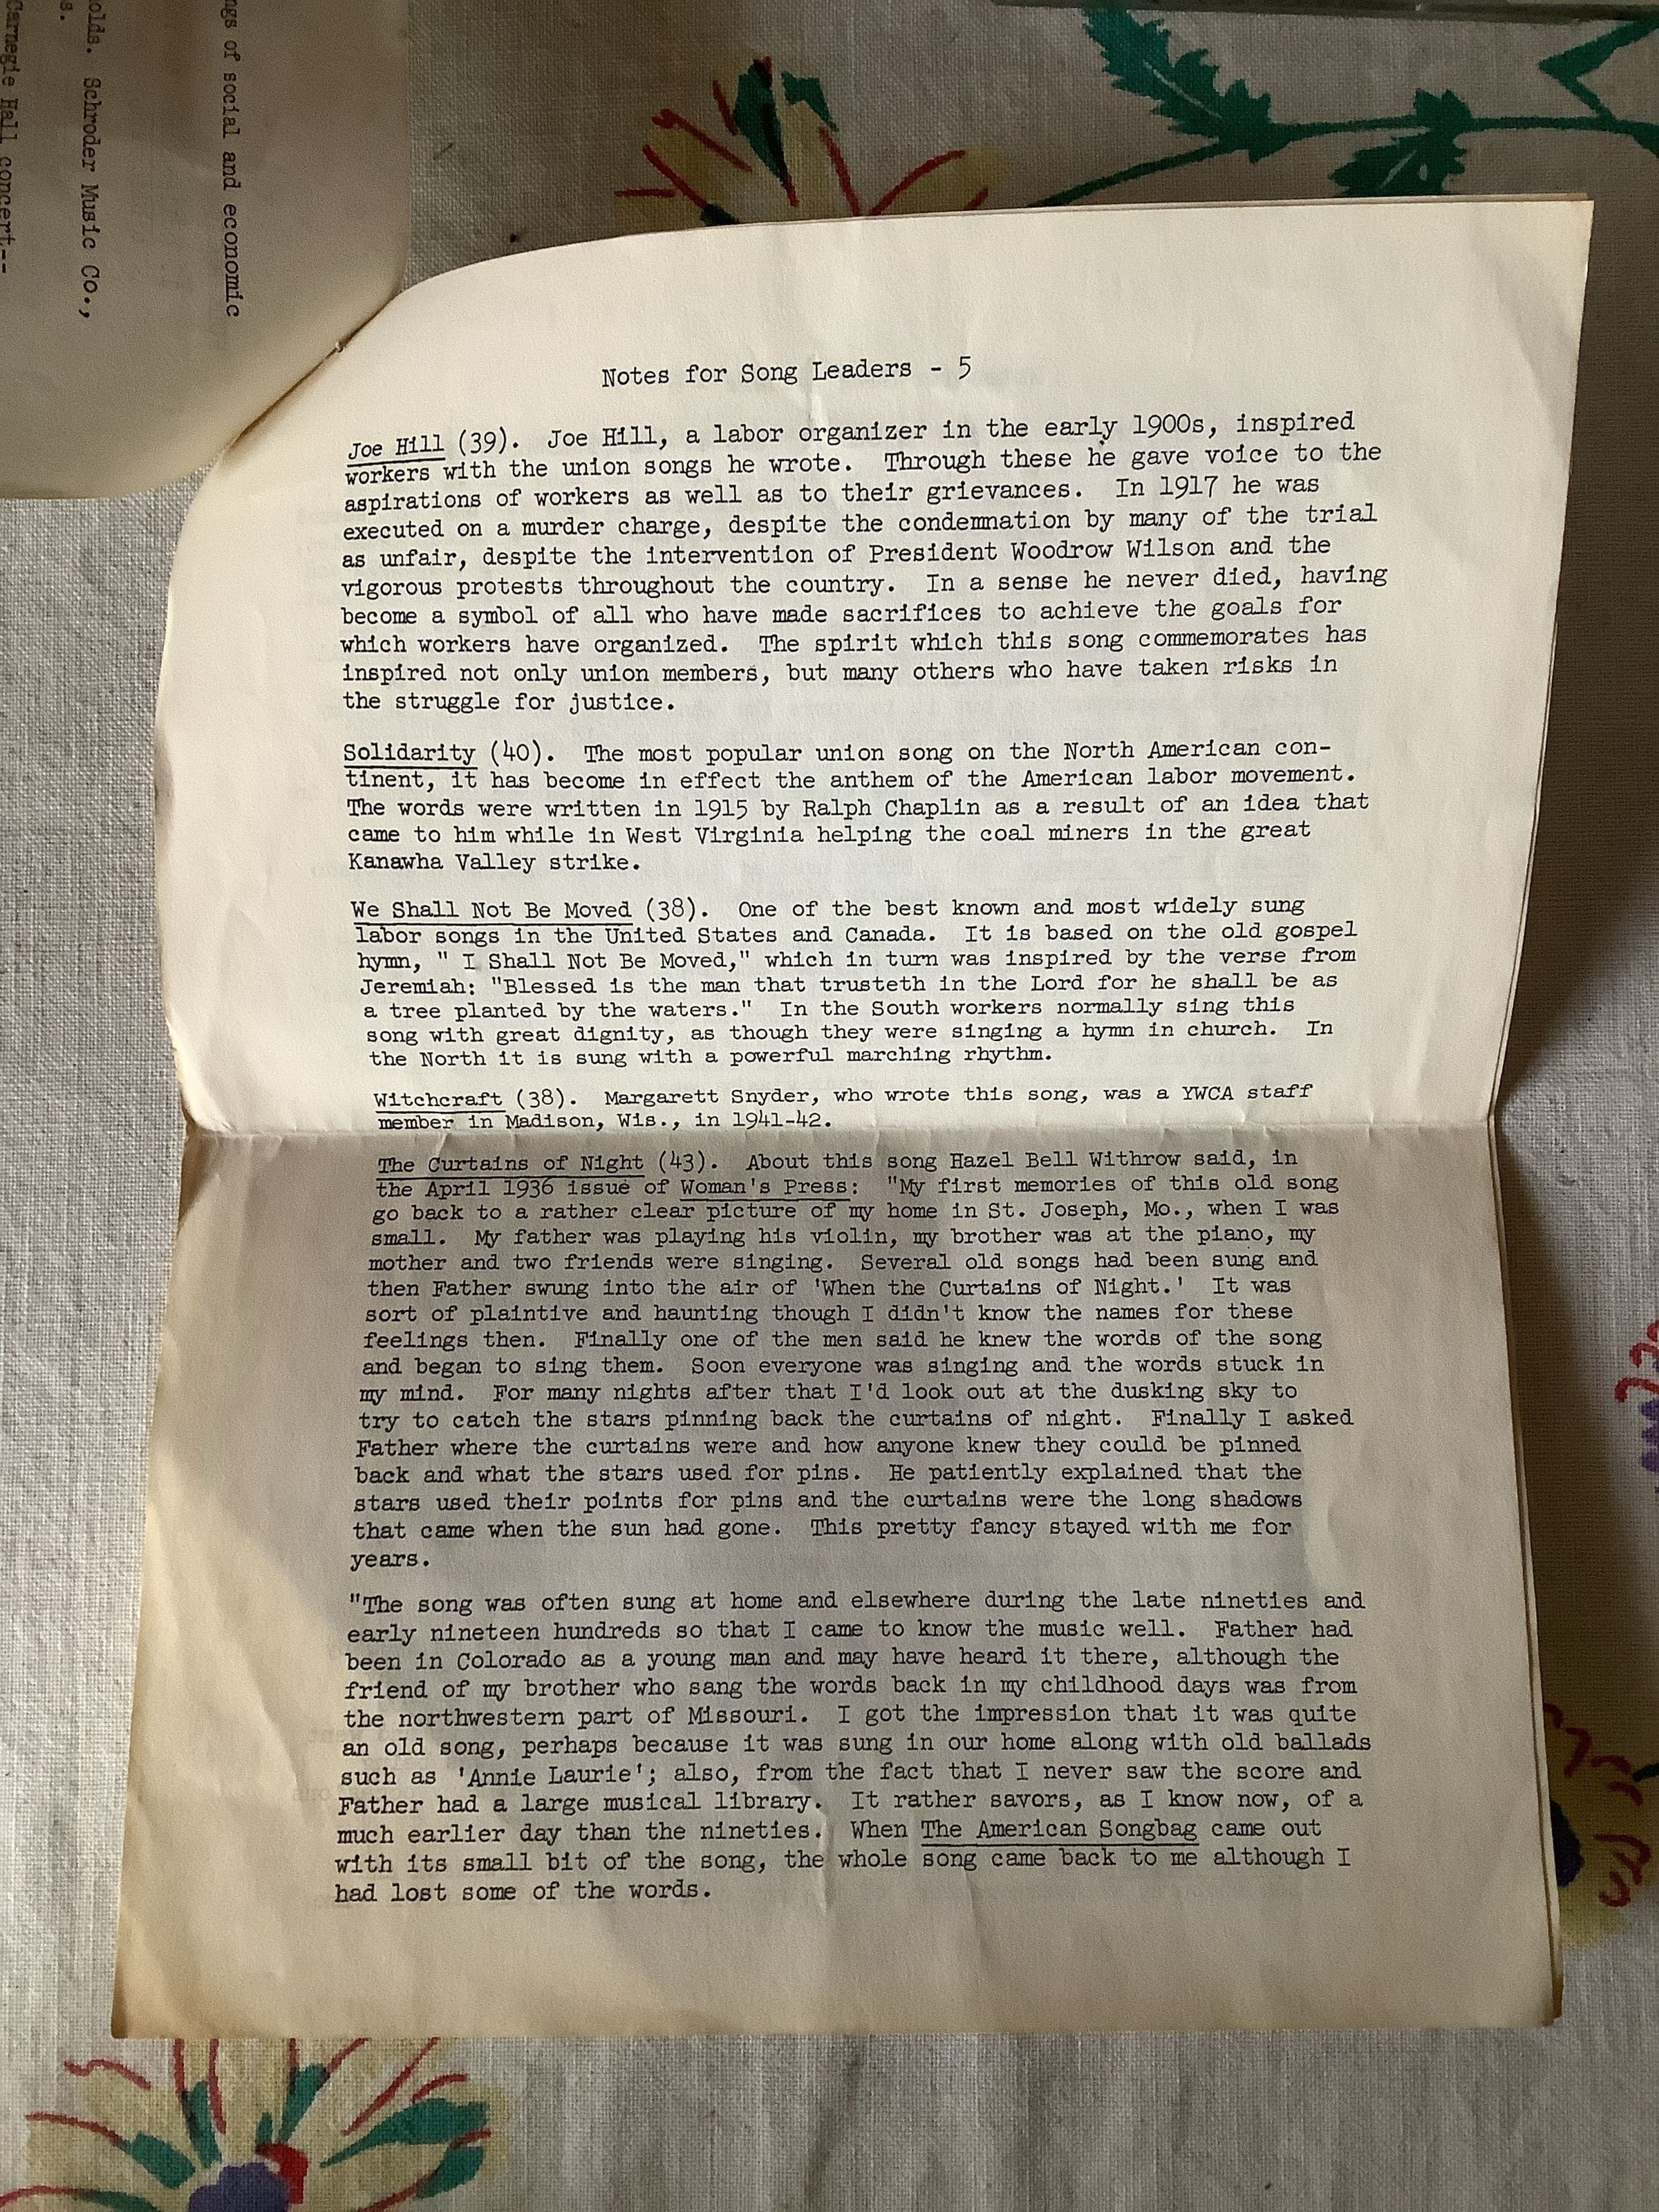 ngs of social and economic
olds. Schroder Music Co.,
s.
Carnegie Hall concert--
Notes for Song Leaders - 5
Joe Hill (39). Joe Hill, a labor organizer in the early 1900s, inspired
workers with the union songs he wrote. Through these he gave voice to the
aspirations of workers as well as to their grievances. In 1917 he was
executed on a murder charge, despite the condemnation by many of the trial
as unfair, despite the intervention of President Woodrow Wilson and the
vigorous protests throughout the country. In a sense he never died, having
become a symbol of all who have made sacrifices to achieve the goals for
which workers have organized. The spirit which this song commemorates has
inspired not only union members, but many others who have taken risks in
the struggle for justice.
Solidarity (40). The most popular union song on the North American con-
tinent, it has become in effect the anthem of the American labor movement.
The words were written in 1915 by Ralph Chaplin as a result of an idea that
came to him while in West Virginia helping the coal miners in the great
Kanawha Valley strike.
We Shall Not Be Moved (38). One of the best known and most widely sung
labor songs in the United States and Canada. It is based on the old gospel
hymn, " I Shall Not Be Moved," which in turn was inspired by the verse from
Jeremiah: "Blessed is the man that trusteth in the Lord for he shall be as
a tree planted by the waters." In the South workers normally sing this
song with great dignity, as though they were singing a hymn in church. In
the North it is sung with a powerful marching rhythm.
Witchcraft (38). Margarett Snyder, who wrote this song, was a YWCA staff
member in Madison, Wis., in 1941-42.
The Curtains of Night (43). About this song Hazel Bell Withrow said, in
the April 1936 issue of Woman's Press: "My first memories of this old song
go back to a rather clear picture of my home in St. Joseph, Mo., when I was
small. My father was playing his violin, my brother was at the piano, my
mother and two friends were singing. Several old songs had been sung and
then Father swung into the air of 'When the Curtains of Night.' It was
sort of plaintive and haunting though I didn't know the names for these
feelings then. Finally one of the men said he knew the words of the song
and began to sing them. Soon everyone was singing and the words stuck in
my mind. For many nights after that I'd look out at the dusking sky to
try to catch the stars pinning back the curtains of night. Finally I asked
Father where the curtains were and how anyone knew they could be pinned
back and what the stars used for pins. He patiently explained that the
stars used their points for pins and the curtains were the long shadows
that came when the sun had gone. This pretty fancy stayed with me for
years.
"The song was often sung at home and elsewhere during the late nineties and
early nineteen hundreds so that I came to know the music well. Father had
been in Colorado as a young man and may have heard it there, although the
friend of my brother who sang the words back in my childhood days was from
the northwestern part of Missouri. I got the impression that it was quite
an old song, perhaps because it was sung in our home along with old ballads
such as 'Annie Laurie'; also, from the fact that I never saw the score and
Father had a large musical library. It rather savors, as I know now, of a
much earlier day than the nineties. When The American Songbag came out
with its small bit of the song, the whole song came back to me although I
had lost some of the words.